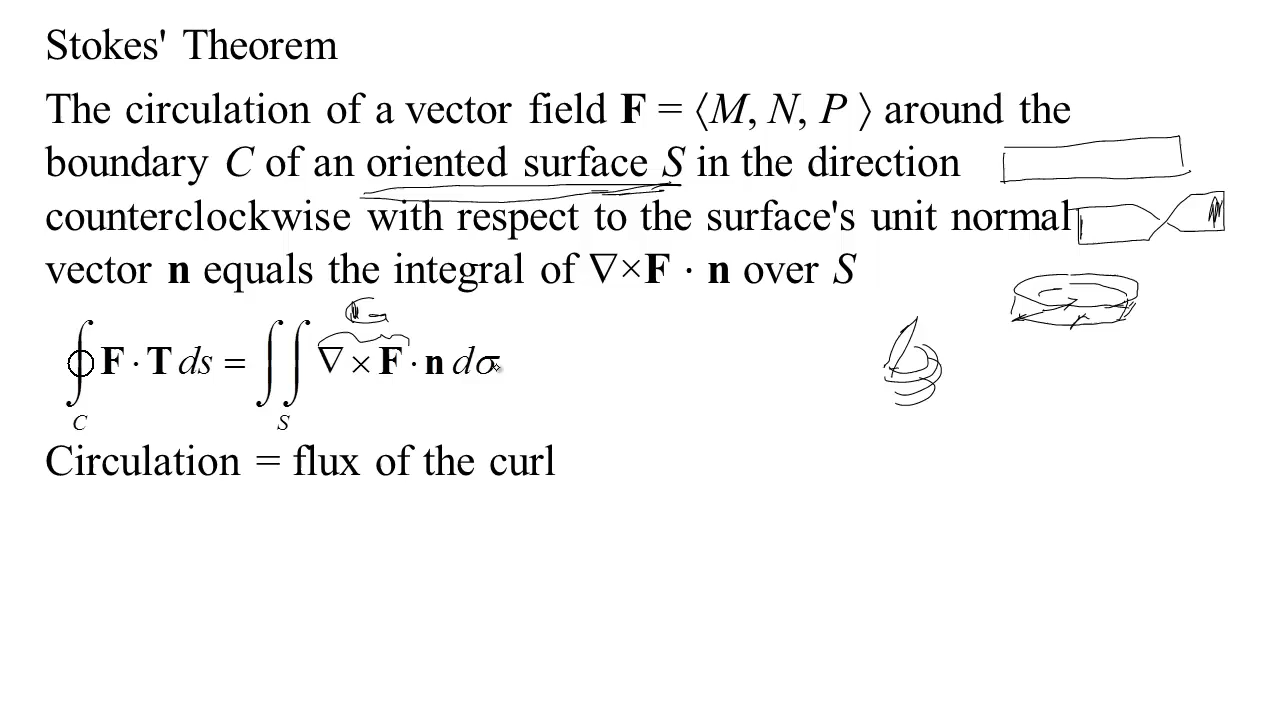 Stokes' Theorem
The circulation of a vector field F = ⟨M, N, P ⟩ around the
boundary C of an oriented surface S in the direction
counterclockwise with respect to the surface's unit normal
vector n equals the integral of ∇×F · n over S
G
∮_C F · T ds = ∬_S ∇ × F · n dσ
r
Circulation = flux of the curl